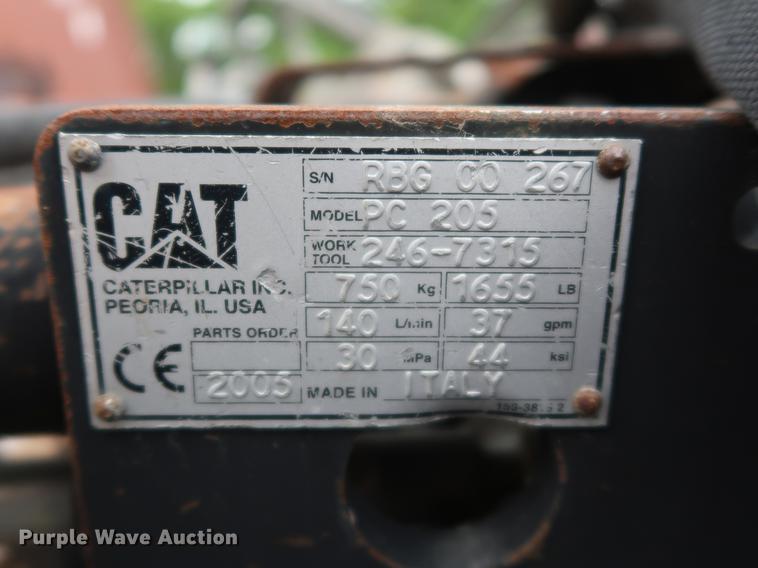 CAT
CATERPILLAR INC.
PEORIA, IL. USA
S/N RBG 00 267
MODEL PC 205
WORK TOOL 246-7315
750 Kg 1655 LB
140 L/min 37 gpm
30 MPa 44 ksi
PARTS ORDER
CE
2005 MADE IN ITALY
Purple Wave Auction